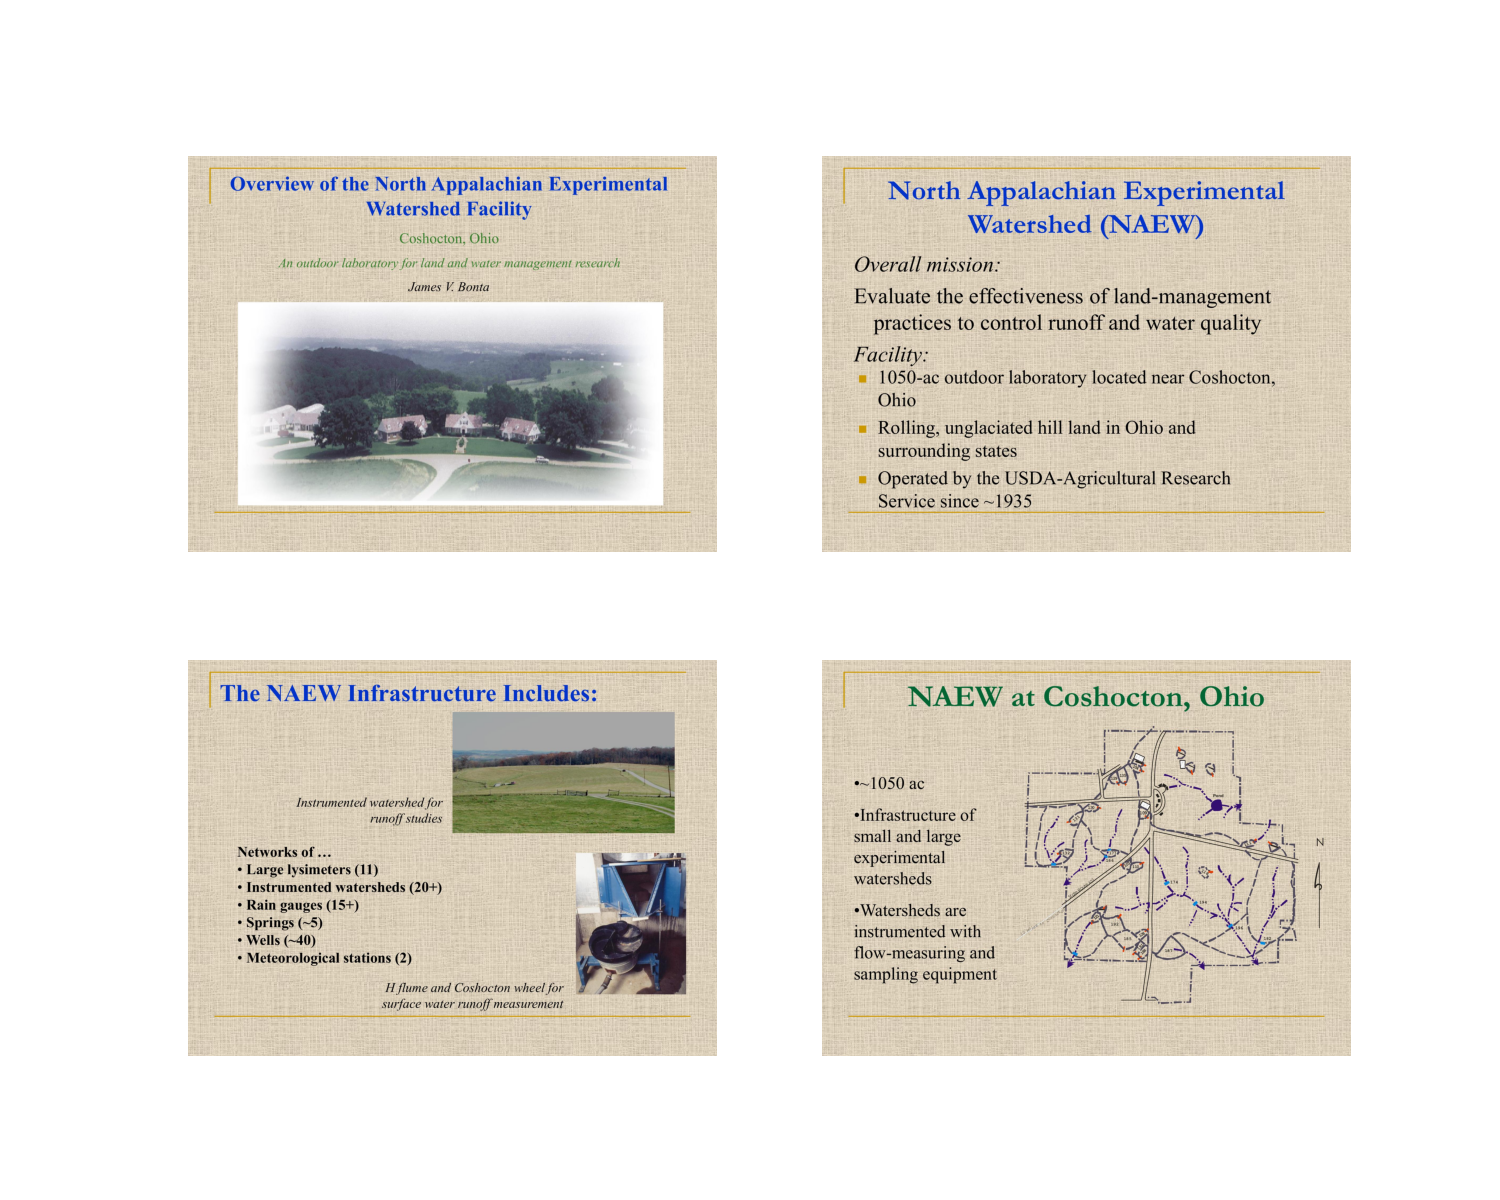 Overview of the North Appalachian Experimental
Watershed Facility
Coshocton, Ohio
An outdoor laboratory for land and water management research
James V. Bonta
North Appalachian Experimental
Watershed (NAEW)
Overall mission:
Evaluate the effectiveness of land-management
practices to control runoff and water quality
Facility:
1050-ac outdoor laboratory located near Coshocton,
Ohio
Rolling, unglaciated hill land in Ohio and
surrounding states
Operated by the USDA-Agricultural Research
Service since ~1935
The NAEW Infrastructure Includes:
Instrumented watershed for
runoff studies
Networks of …
• Large lysimeters (11)
• Instrumented watersheds (20+)
• Rain gauges (15+)
• Springs (~5)
• Wells (~40)
• Meteorological stations (2)
H flume and Coshocton wheel for
surface water runoff measurement
NAEW at Coshocton, Ohio
•~1050 ac
•Infrastructure of
small and large
experimental
watersheds
•Watersheds are
instrumented with
flow-measuring and
sampling equipment
N